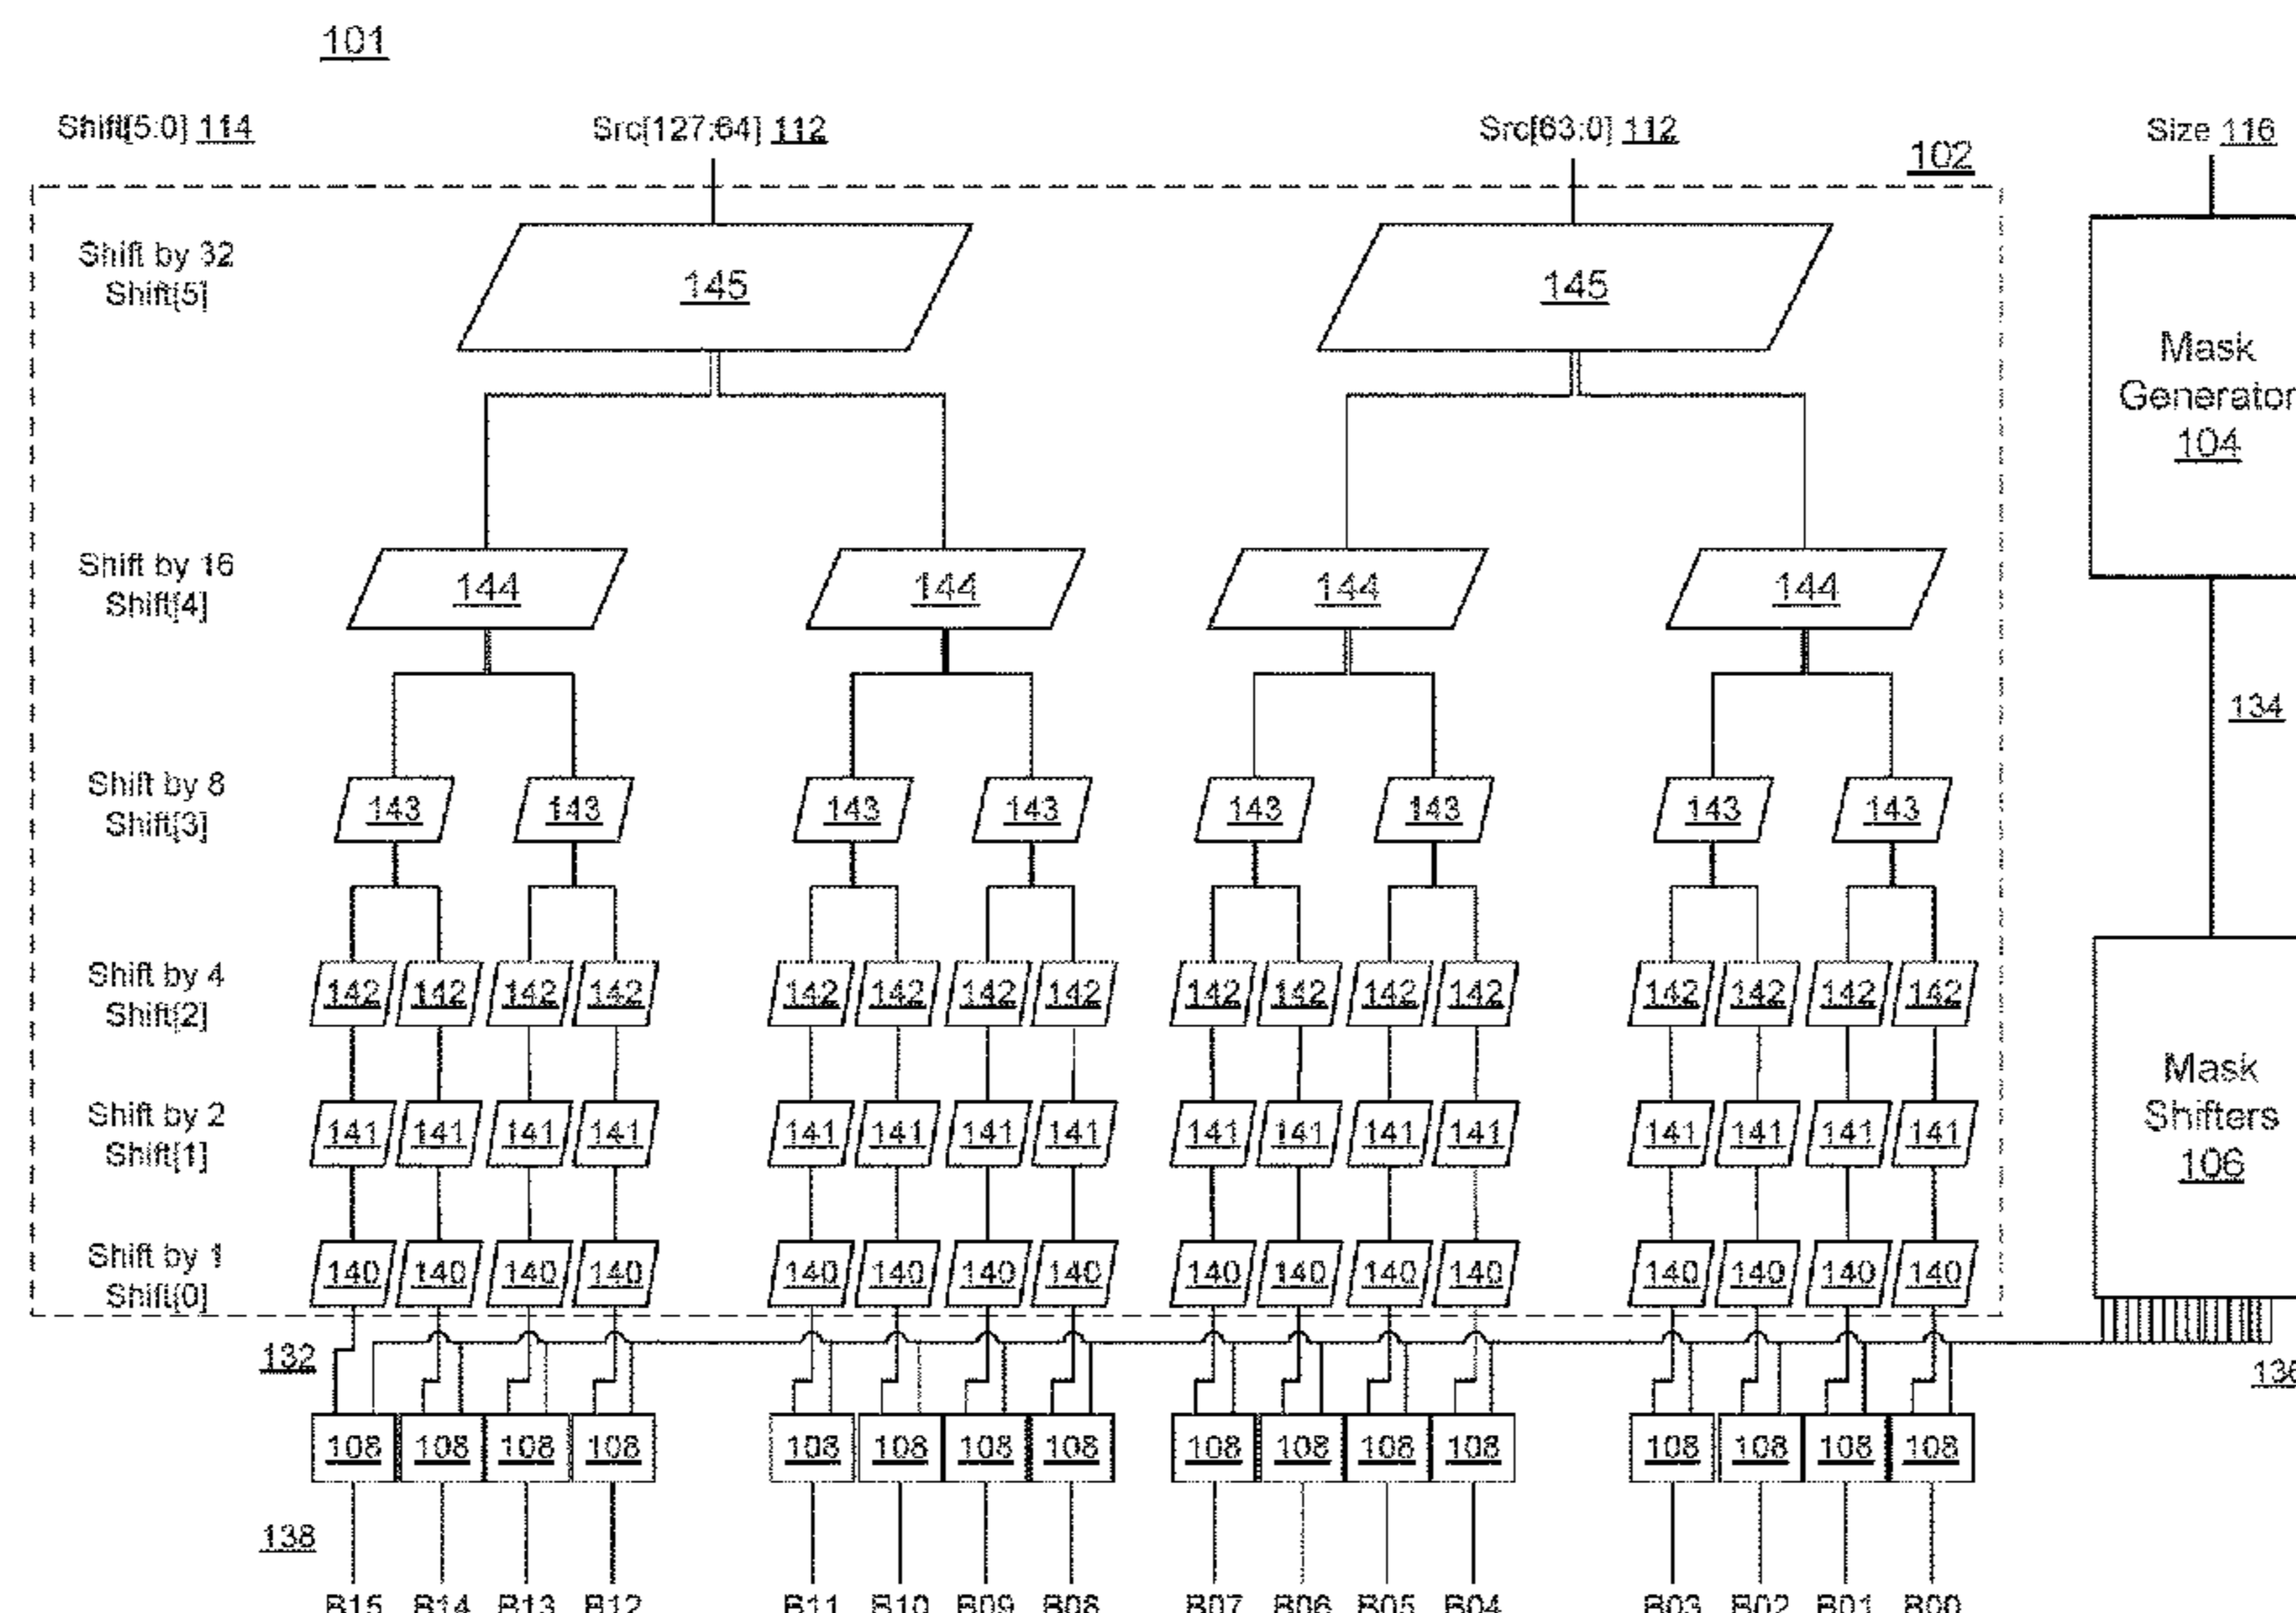 101
Shift[5:0] 114 Src[127:64] 112 Src[63:0] 112 Size 116
102
Shift by 32
Shift[5]
145 145
Mask
Generator
104
Shift by 16
Shift[4]
144 144 144 144
134
Shift by 8
Shift[3]
143 143 143 143 143 143 143 143
Shift by 4
Shift[2]
142 142 142 142 142 142 142 142 142 142 142 142 142 142 142 142
Mask
Shifters
106
Shift by 2
Shift[1]
141 141 141 141 141 141 141 141 141 141 141 141 141 141 141 141
Shift by 1
Shift[0]
140 140 140 140 140 140 140 140 140 140 140 140 140 140 140 140
132 136
108 108 108 108 108 108 108 108 108 108 108 108 108 108 108 108
138
B15 B14 B13 B12 B11 B10 B09 B08 B07 B06 B05 B04 B03 B02 B01 B00